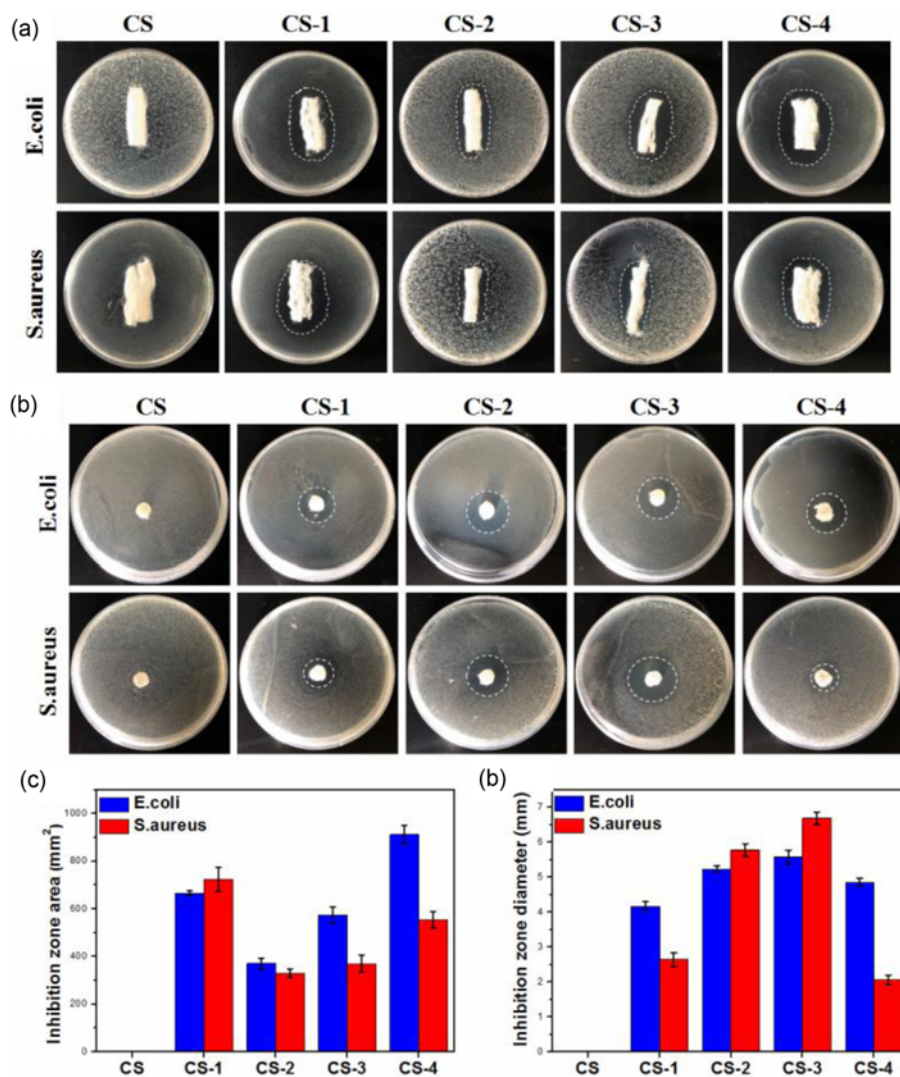 (a)
CS CS-1 CS-2 CS-3 CS-4
E.coli
S.aureus
(b)
CS CS-1 CS-2 CS-3 CS-4
E.coli
S.aureus
(c)
E.coli
S.aureus
Inhibition zone area (mm²)
1000
800
600
400
200
0
CS CS-1 CS-2 CS-3 CS-4
(b)
E.coli
S.aureus
Inhibition zone diameter (mm)
7
6
5
4
3
2
1
0
CS CS-1 CS-2 CS-3 CS-4